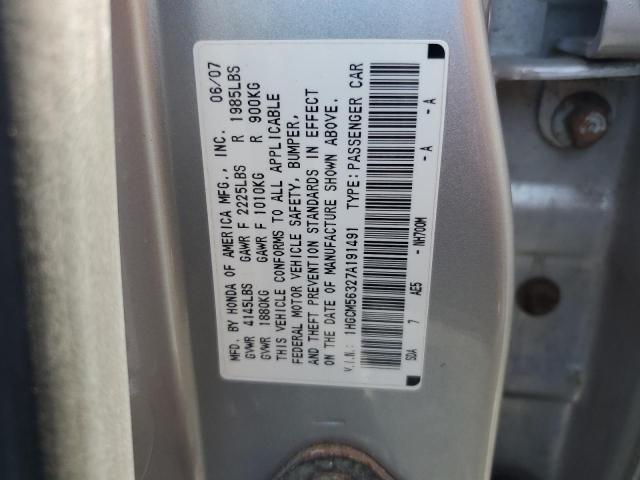 MFD. BY HONDA OF AMERICA MFG., INC. 06/07
GVWR 4145LBS GAWR F 2225LBS R 1985LBS
GVWR 1880KG GAWR F 1010KG R 900KG
THIS VEHICLE CONFORMS TO ALL APPLICABLE
FEDERAL MOTOR VEHICLE SAFETY, BUMPER,
AND THEFT PREVENTION STANDARDS IN EFFECT
ON THE DATE OF MANUFACTURE SHOWN ABOVE.
V.I.N.: 1HGCM56327A191491 TYPE: PASSENGER CAR
SDA 7 AE5 - NH700M - A - A